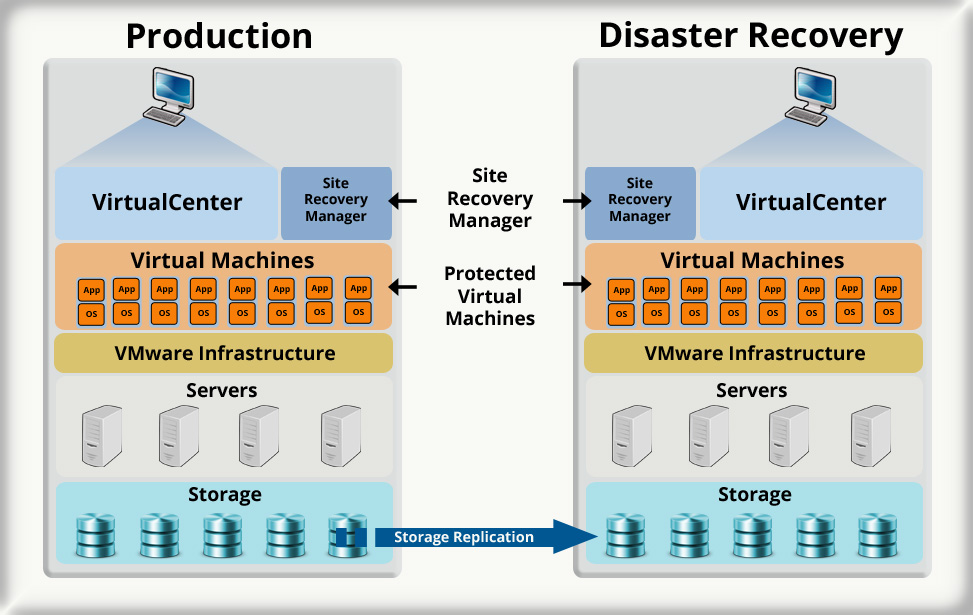 Production
Disaster Recovery
VirtualCenter
Site
Recovery
Manager
Site
Recovery
Manager
Site
Recovery
Manager
VirtualCenter
Virtual Machines
App App App App App App App App
OS OS OS OS OS OS OS OS
Protected
Virtual
Machines
Virtual Machines
App App App App App App App App
OS OS OS OS OS OS OS OS
VMware Infrastructure
VMware Infrastructure
Servers
Servers
Storage
Storage
Storage Replication